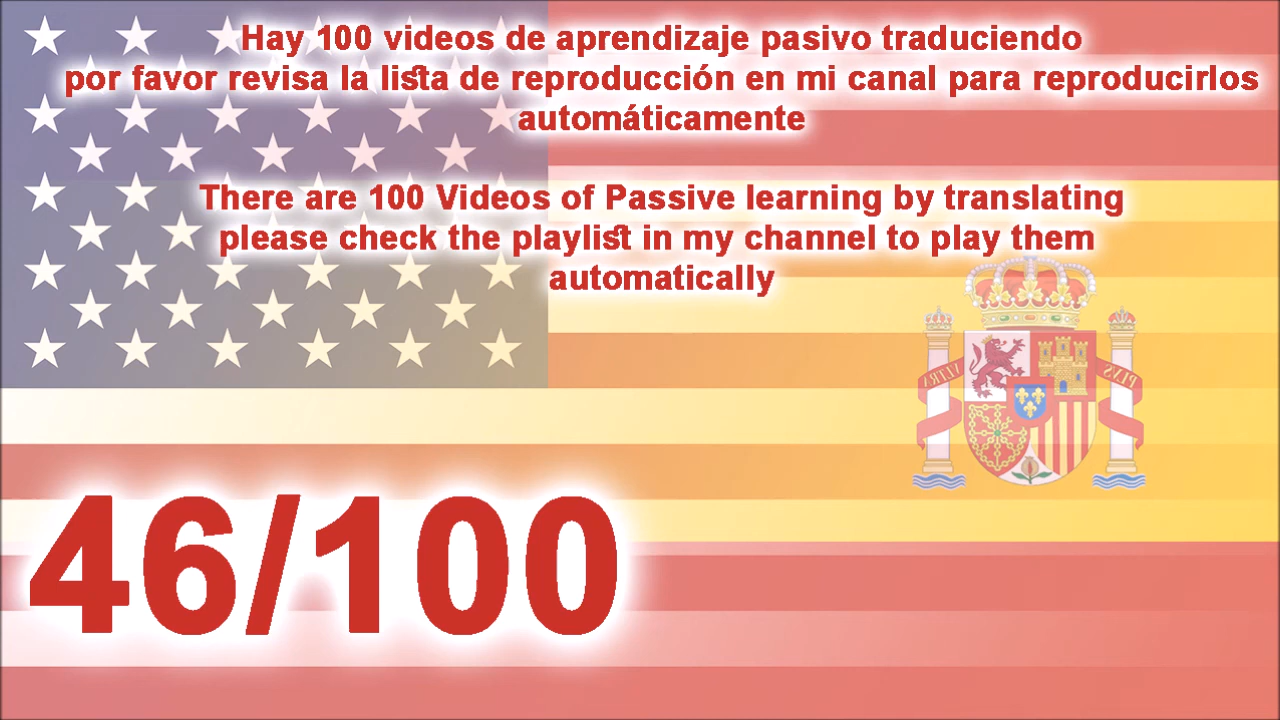 Hay 100 videos de aprendizaje pasivo traduciendo
por favor revisa la lista de reproducción en mi canal para reproducirlos
automáticamente
There are 100 Videos of Passive learning by translating
please check the playlist in my channel to play them
automatically
46/100